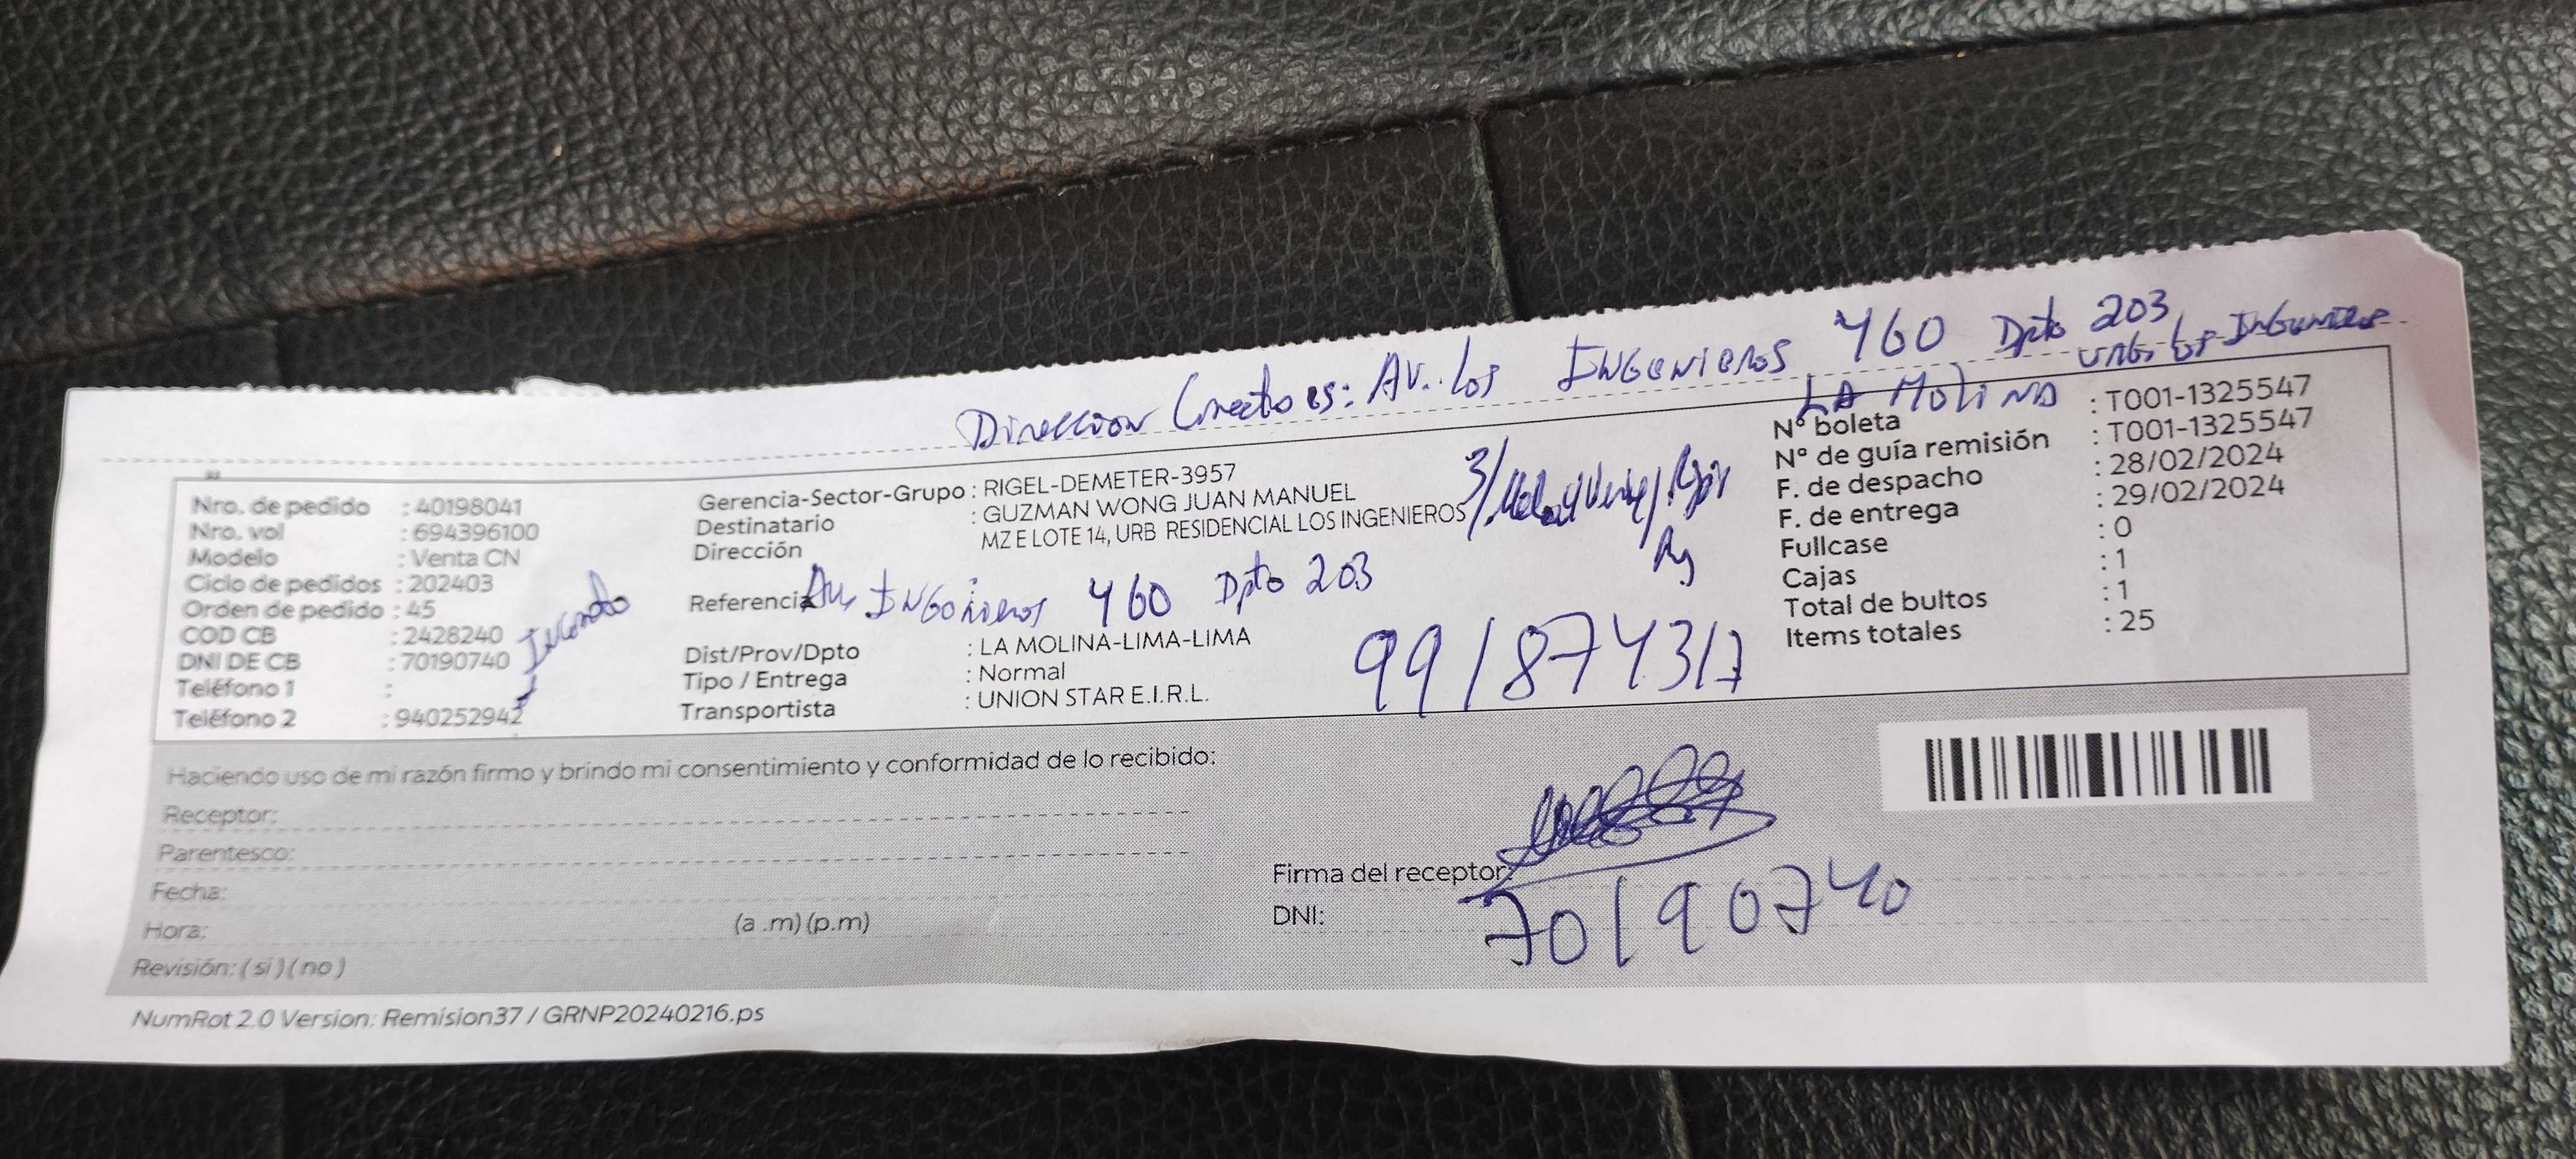 Direccion Correcto es: Av. Los INGENIEROS 460 Dpto 203
URB. Los INGENIEROS
LA MOLINA
Nro. de pedido : 40198041
Nro. vol : 694396100
Modelo : Venta CN
Ciclo de pedidos : 202403
Orden de pedido : 45
COD CB : 2428240
DNI DE CB : 70190740
Teléfono 1 :
Teléfono 2 : 940252942
Gerencia-Sector-Grupo : RIGEL-DEMETER-3957
Destinatario : GUZMAN WONG JUAN MANUEL
Dirección MZ E LOTE 14, URB RESIDENCIAL LOS INGENIEROS
Referencia : Av. INGENIEROS 460 Dpto 203
Dist/Prov/Dpto : LA MOLINA-LIMA-LIMA
Tipo / Entrega : Normal
Transportista : UNION STAR E.I.R.L.
991874317
N° boleta : T001-1325547
N° de guía remisión : T001-1325547
F. de despacho : 28/02/2024
F. de entrega : 29/02/2024
Fullcase : 0
Cajas : 1
Total de bultos : 1
Items totales : 25
Haciendo uso de mi razón firmo y brindo mi consentimiento y conformidad de lo recibido:
Receptor:
Parentesco:
Fecha:
Hora: (a .m) (p.m)
Revisión: ( si ) ( no )
Firma del receptor:
DNI: 70190740
NumRot 2.0 Version: Remision37 / GRNP20240216.ps